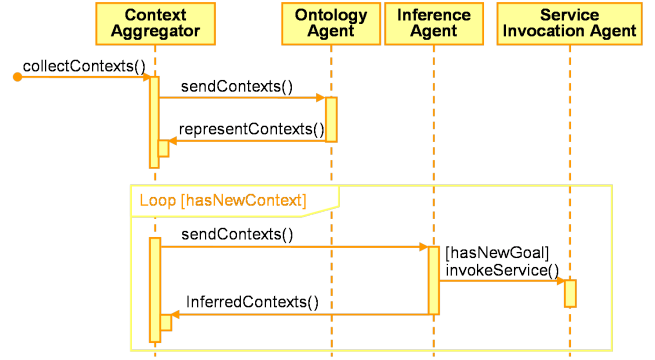 Context
Aggregator
Ontology
Agent
Inference
Agent
Service
Invocation Agent
collectContexts()
sendContexts()
representContexts()
Loop [hasNewContext]
sendContexts()
[hasNewGoal]
invokeService()
InferredContexts()